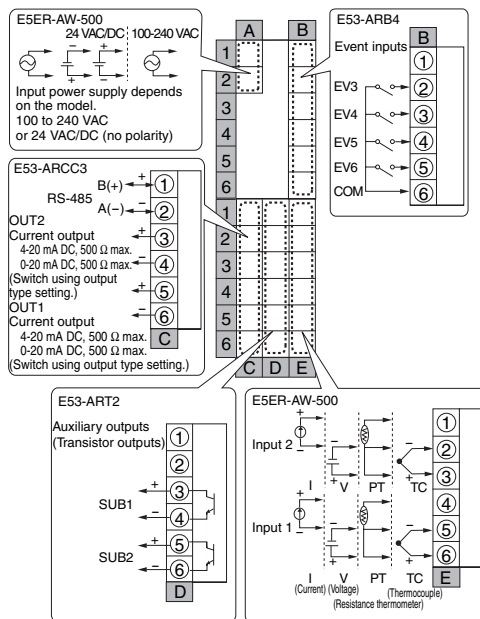 E5ER-AW-500
24 VAC/DC 100-240 VAC
- + - +
+ - + -
Input power supply depends
on the model.
100 to 240 VAC
or 24 VAC/DC (no polarity)
A B
1
2
3
4
5
6
1
2
3
4
5
6
C D E
E53-ARB4
B
Event inputs
1
EV3 2
EV4 3
EV5 4
EV6 5
COM 6
E53-ARCC3
B(+) + 1
RS-485
A(−) − 2
OUT2
Current output + 3
4-20 mA DC, 500 Ω max.
0-20 mA DC, 500 Ω max. − 4
(Switch using output
type setting.) + 5
OUT1
Current output − 6
4-20 mA DC, 500 Ω max. C
0-20 mA DC, 500 Ω max.
(Switch using output type setting.)
E53-ART2
Auxiliary outputs
(Transistor outputs)
1
2
+ 3
SUB1
− 4
+ 5
SUB2
− 6
D
E5ER-AW-500
1
Input 2 + − − 2
− + + 3
I V PT TC
4
Input 1 + − − 5
− + + 6
I V PT TC E
(Current) (Voltage) (Thermocouple)
(Resistance thermometer)